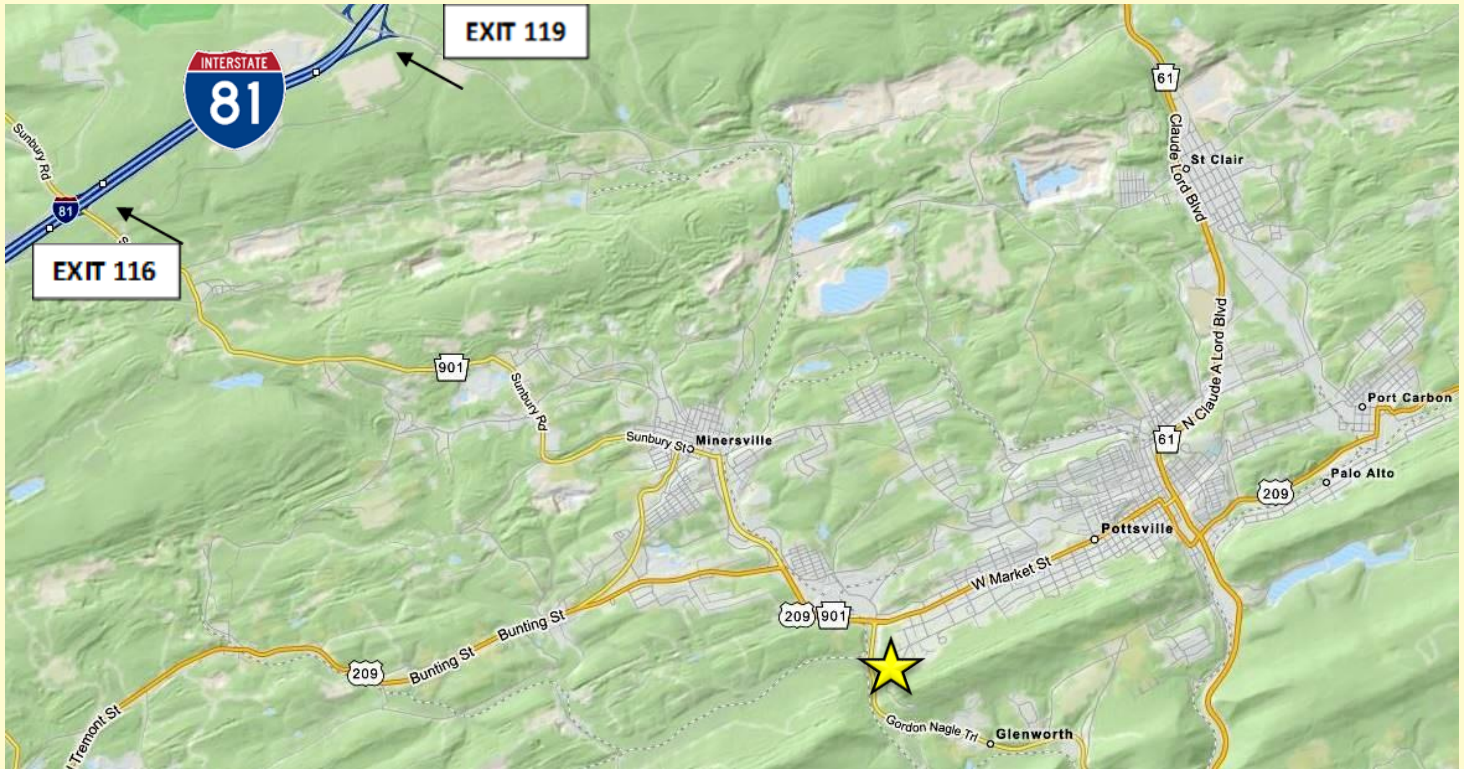 EXIT 119
INTERSTATE
81
61
Sunbury Rd
Claude Lord Blvd
St Clair
81
S
EXIT 116
N Claude A Lord Blvd
901
Sunbury Rd
Port Carbon
Sunbury St
Minersville
61
Palo Alto
209
Pottsville
W Market St
Bunting St
209
901
Bunting St
209
Tremont St
Gordon Nagle Trl
Glenworth